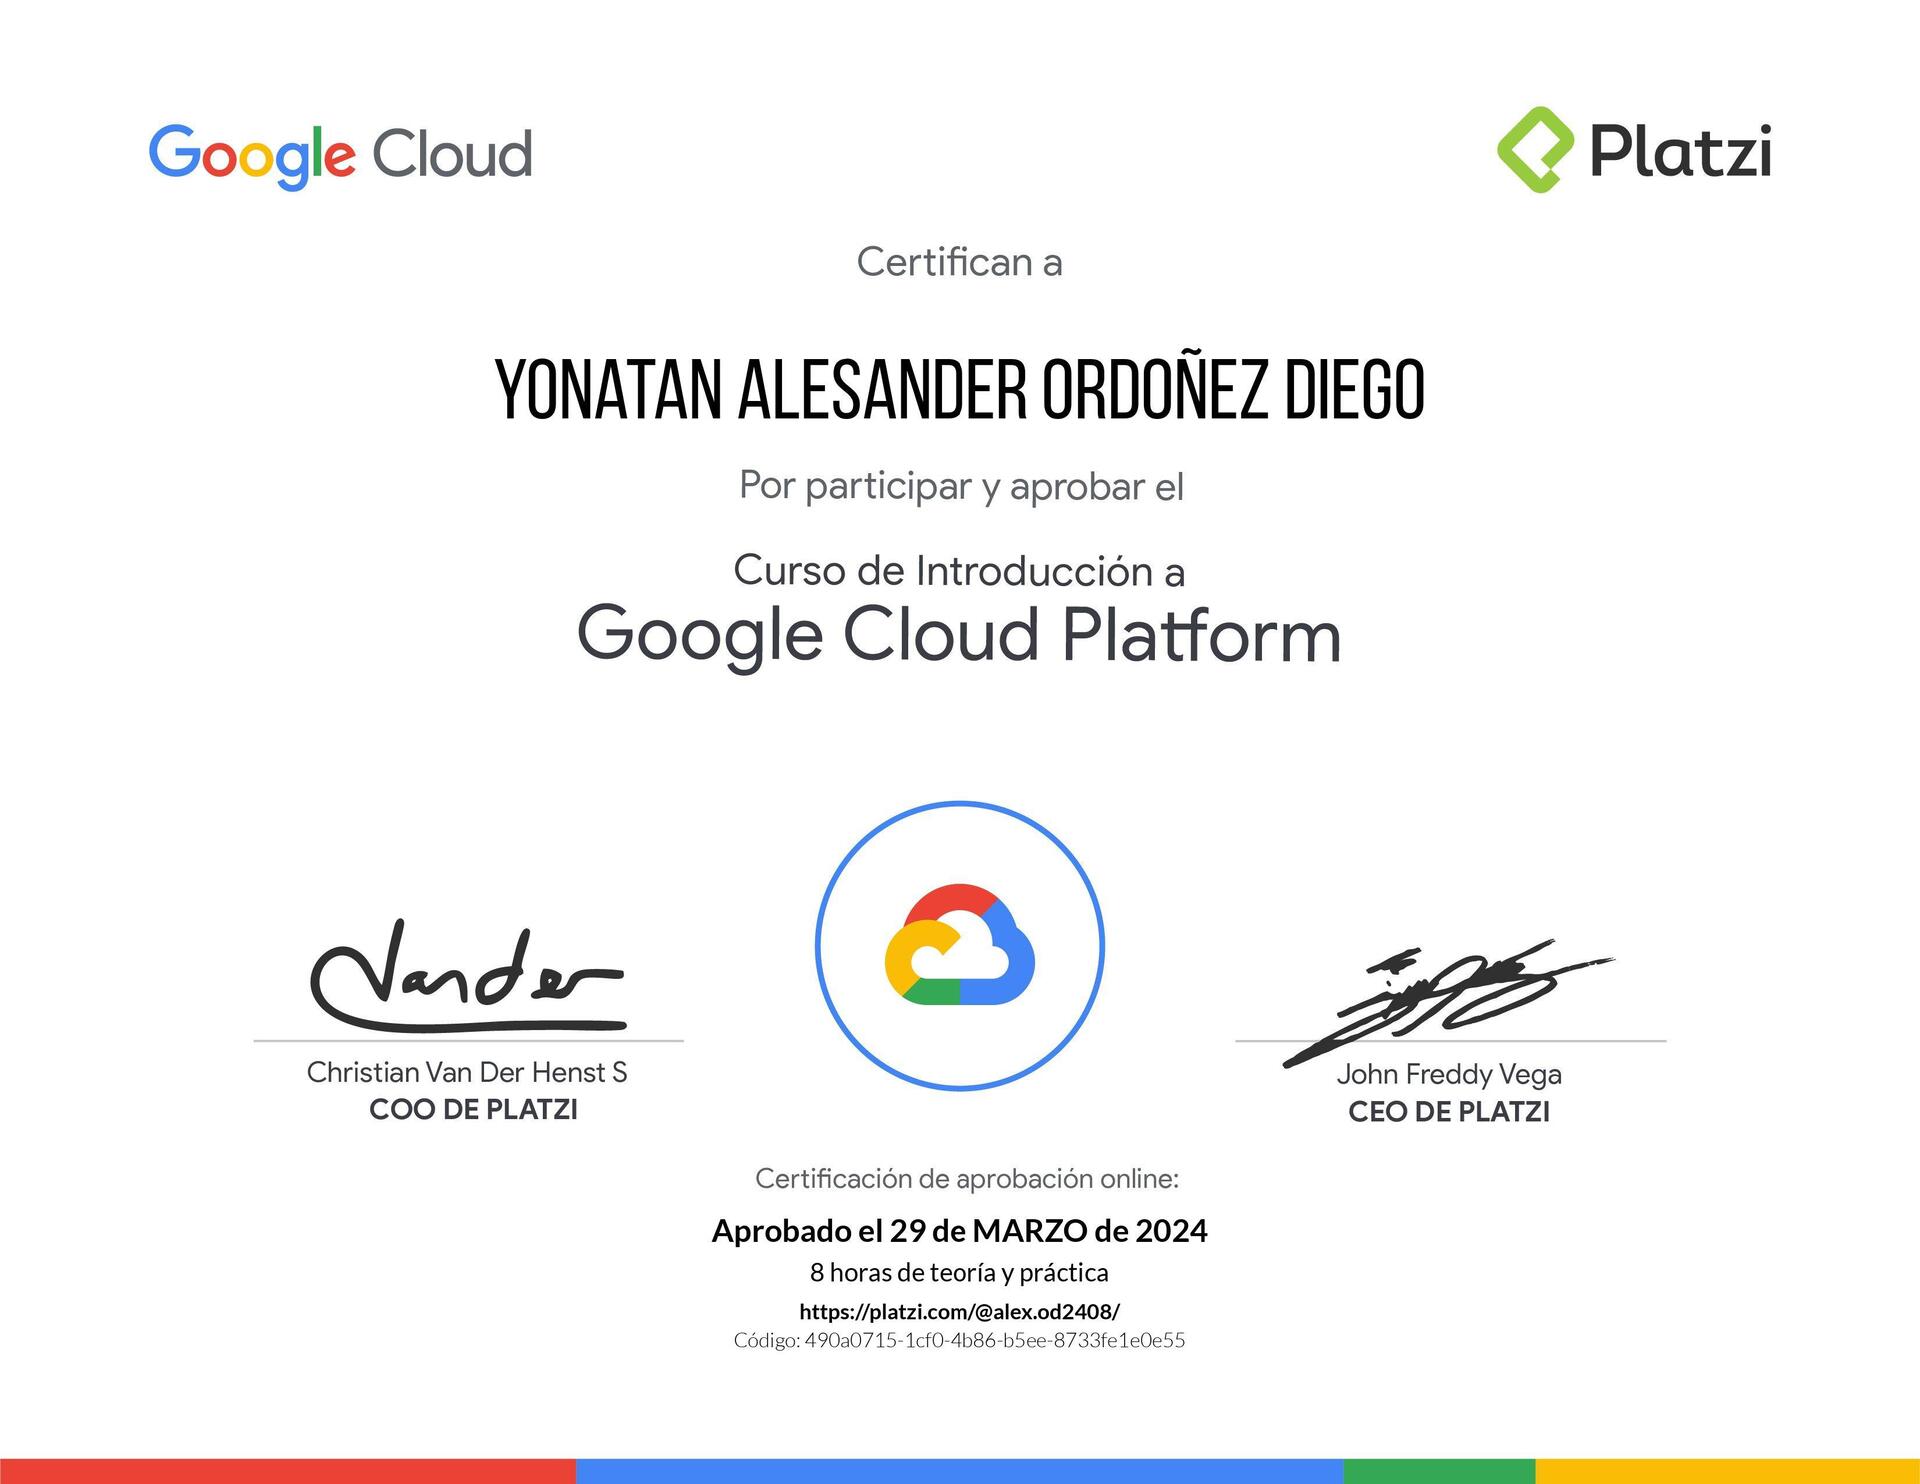 Google Cloud
Platzi
Certifican a
YONATAN ALESANDER ORDOÑEZ DIEGO
Por participar y aprobar el
Curso de Introducción a
Google Cloud Platform
Vander
Christian Van Der Henst S
COO DE PLATZI
John Freddy Vega
CEO DE PLATZI
Certificación de aprobación online:
Aprobado el 29 de MARZO de 2024
8 horas de teoría y práctica
https://platzi.com/@alex.od2408/
Código: 490a0715-1cf0-4b86-b5ee-8733fe1e0e55